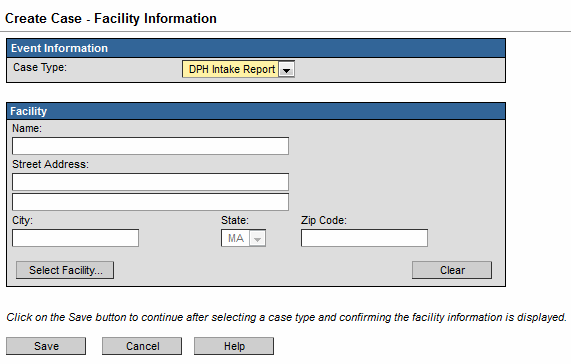 Create Case - Facility Information
Event Information
Case Type: DPH Intake Report
Facility
Name:
Street Address:
City: State: Zip Code:
MA
Select Facility... Clear
Click on the Save button to continue after selecting a case type and confirming the facility information is displayed.
Save Cancel Help